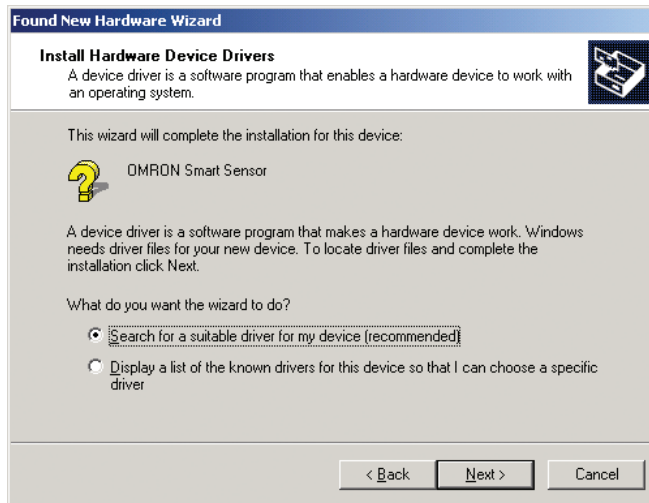 Found New Hardware Wizard
Install Hardware Device Drivers
A device driver is a software program that enables a hardware device to work with
an operating system.
This wizard will complete the installation for this device:
OMRON Smart Sensor
A device driver is a software program that makes a hardware device work. Windows
needs driver files for your new device. To locate driver files and complete the
installation click Next.
What do you want the wizard to do?
Search for a suitable driver for my device (recommended)
Display a list of the known drivers for this device so that I can choose a specific
driver
< Back Next > Cancel